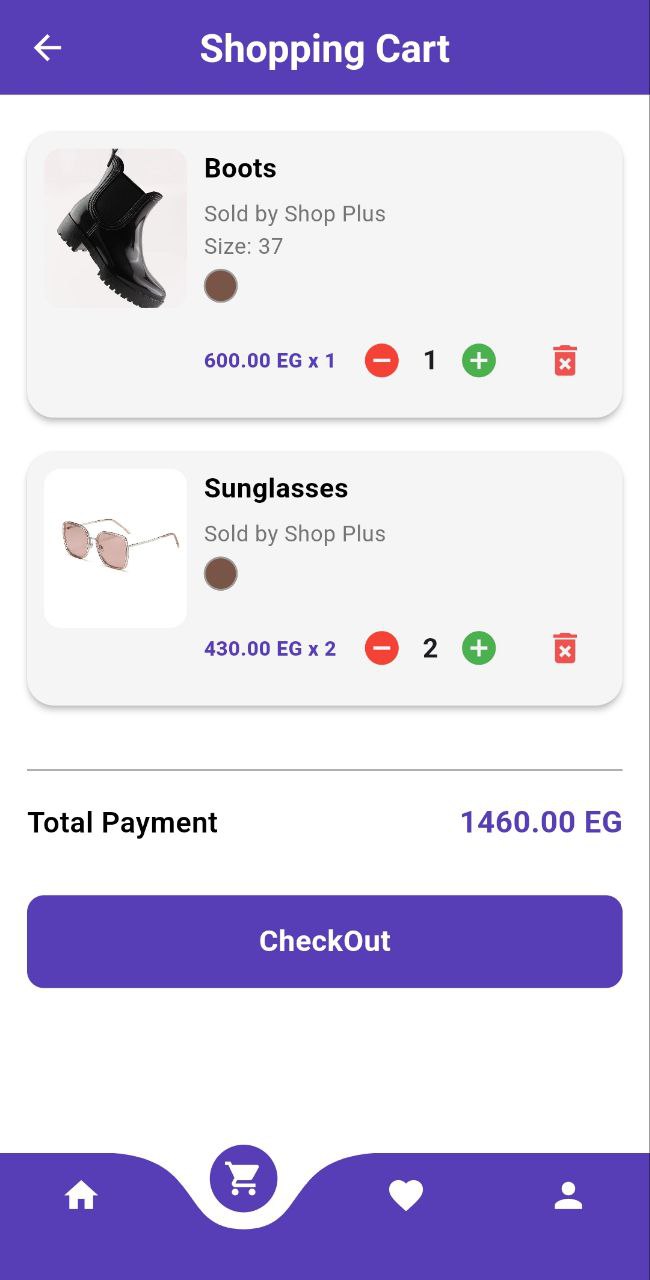 Shopping Cart
Boots
Sold by Shop Plus
Size: 37
600.00 EG x 1
1
Sunglasses
Sold by Shop Plus
430.00 EG x 2
2
Total Payment
1460.00 EG
CheckOut